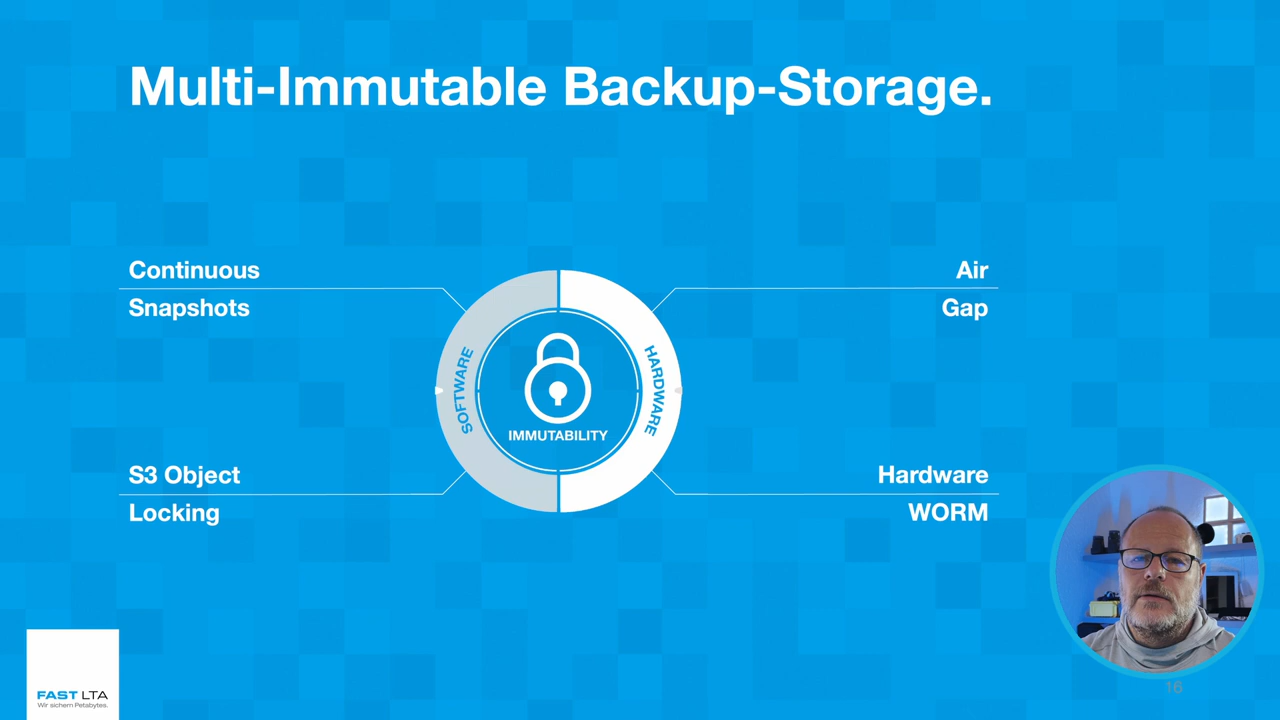 Multi-Immutable Backup-Storage.
Continuous
Snapshots
Air
Gap
SOFTWARE
HARDWARE
IMMUTABILITY
S3 Object
Locking
Hardware
WORM
FAST LTA
Wir sichern Petabytes.
16